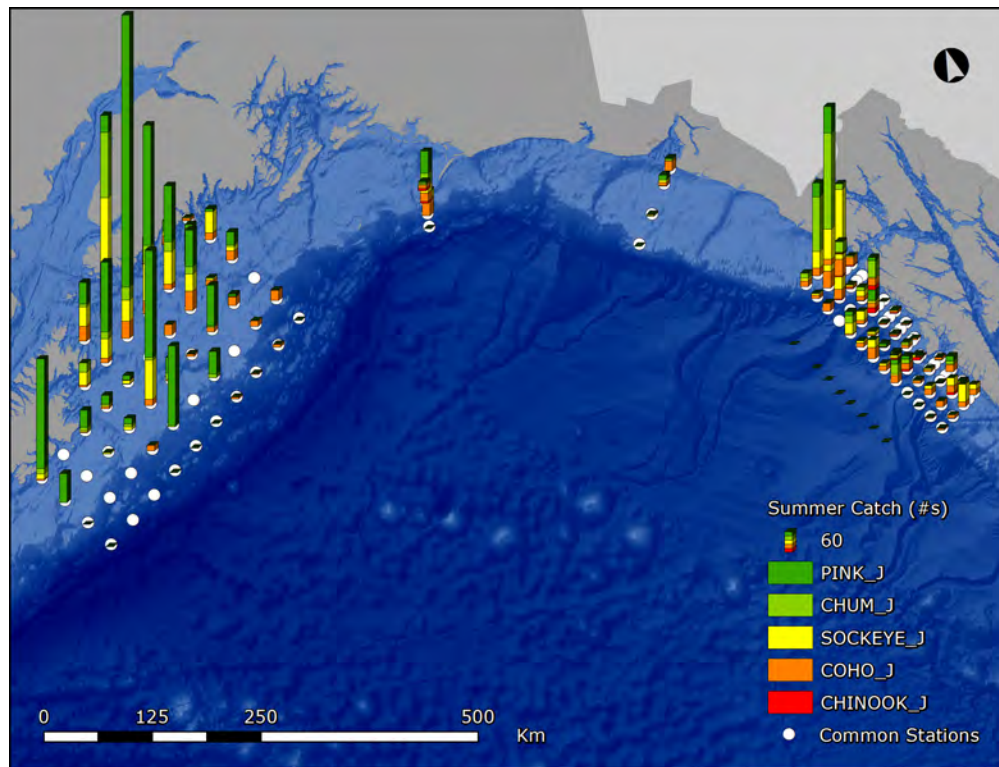 Summer Catch (#s)
60
PINK_J
CHUM_J
SOCKEYE_J
COHO_J
CHINOOK_J
Common Stations
0 125 250 500
Km